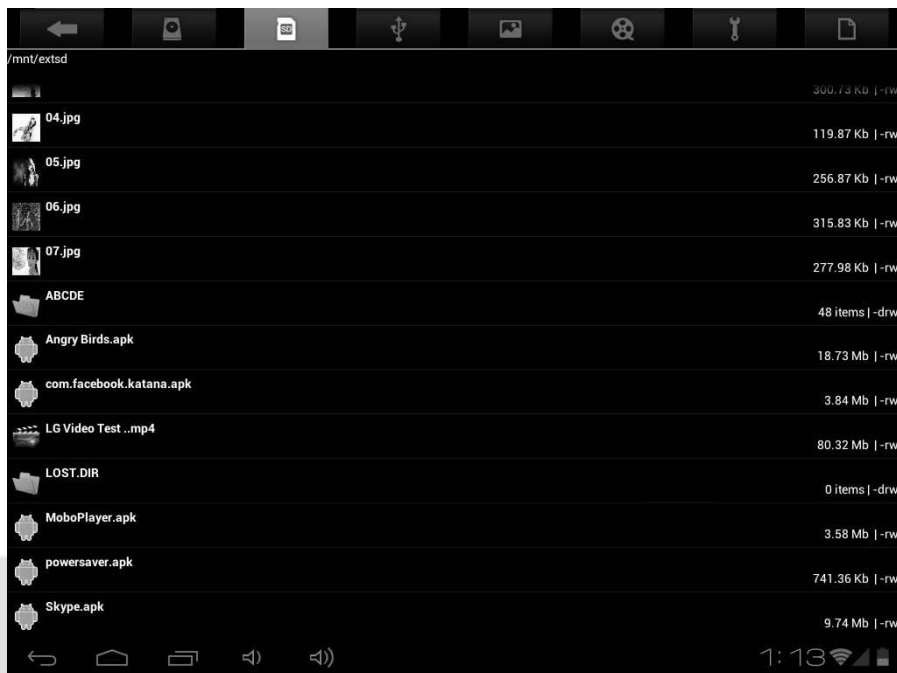 SD
/mnt/extsd
300.73 Kb | -rw
04.jpg
119.87 Kb | -rw
05.jpg
256.87 Kb | -rw
06.jpg
315.83 Kb | -rw
07.jpg
277.98 Kb | -rw
ABCDE
48 items | -drw
Angry Birds.apk
18.73 Mb | -rw
com.facebook.katana.apk
3.84 Mb | -rw
LG Video Test ..mp4
80.32 Mb | -rw
LOST.DIR
0 items | -drw
MoboPlayer.apk
3.58 Mb | -rw
powersaver.apk
741.36 Kb | -rw
Skype.apk
9.74 Mb | -rw
1:13